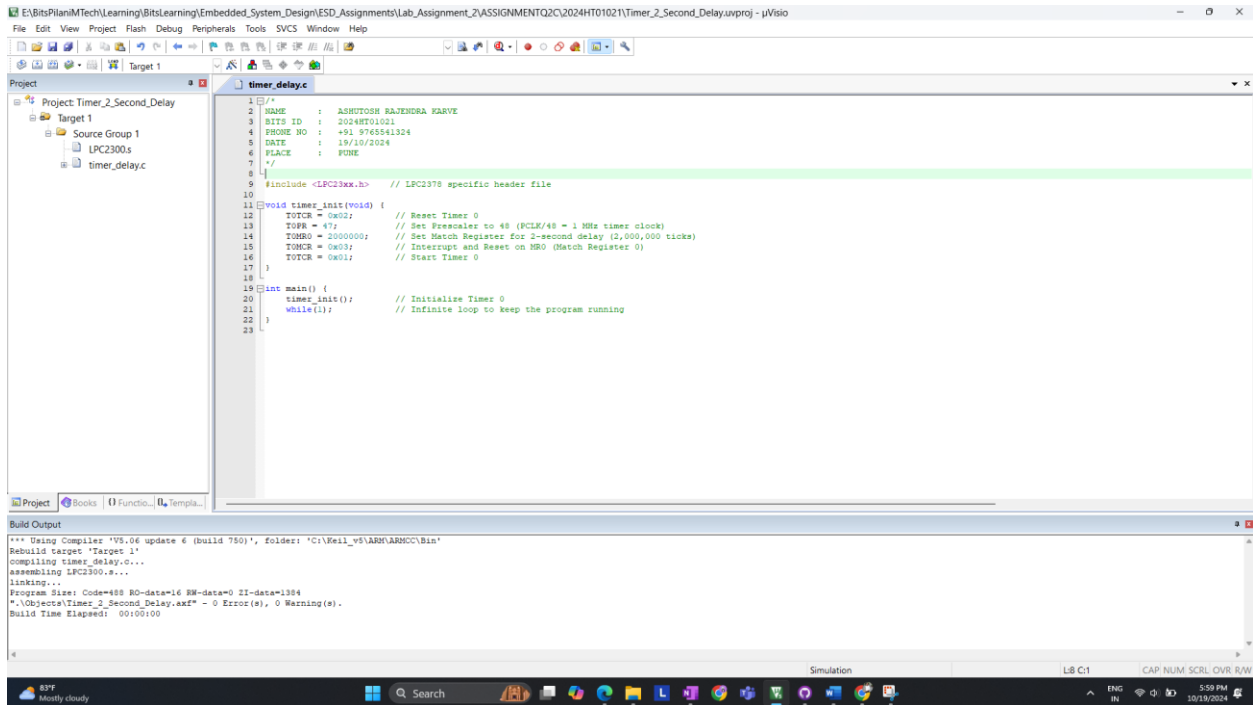 E:\BitsPilaniMTech\Learning\BitsLearning\Embedded_System_Design\ESD_Assignments\Lab_Assignment_2\ASSIGNMENTQ2C\2024HT01021\Timer_2_Second_Delay.uvproj - µVisio
File Edit View Project Flash Debug Peripherals Tools SVCS Window Help
Target 1
Project
timer_delay.c
Project: Timer_2_Second_Delay
Target 1
Source Group 1
LPC2300.s
timer_delay.c
1 /*
2 NAME : ASHUTOSH RAJENDRA KARVE
3 BITS ID : 2024HT01021
4 PHONE NO : +91 9765541324
5 DATE : 19/10/2024
6 PLACE : PUNE
7 */
8
9 #include <LPC23xx.h> // LPC2378 specific header file
10
11 void timer_init(void) {
12 T0TCR = 0x02; // Reset Timer 0
13 T0PR = 47; // Set Prescaler to 48 (PCLK/48 = 1 MHz timer clock)
14 T0MR0 = 2000000; // Set Match Register for 2-second delay (2,000,000 ticks)
15 T0MCR = 0x03; // Interrupt and Reset on MR0 (Match Register 0)
16 T0TCR = 0x01; // Start Timer 0
17 }
18
19 int main() {
20 timer_init(); // Initialize Timer 0
21 while(1); // Infinite loop to keep the program running
22 }
23
Project Books {} Functio... Templa...
Build Output
*** Using Compiler 'V5.06 update 6 (build 750)', folder: 'C:\Keil_v5\ARM\ARMCC\Bin'
Rebuild target 'Target 1'
compiling timer_delay.c...
assembling LPC2300.s...
linking...
Program Size: Code=488 RO-data=16 RW-data=0 ZI-data=1384
".\Objects\Timer_2_Second_Delay.axf" - 0 Error(s), 0 Warning(s).
Build Time Elapsed: 00:00:00
Simulation L:8 C:1 CAP NUM SCRL OVR R/W
83°F
Mostly cloudy
Search
ENG
IN
5:59 PM
10/19/2024